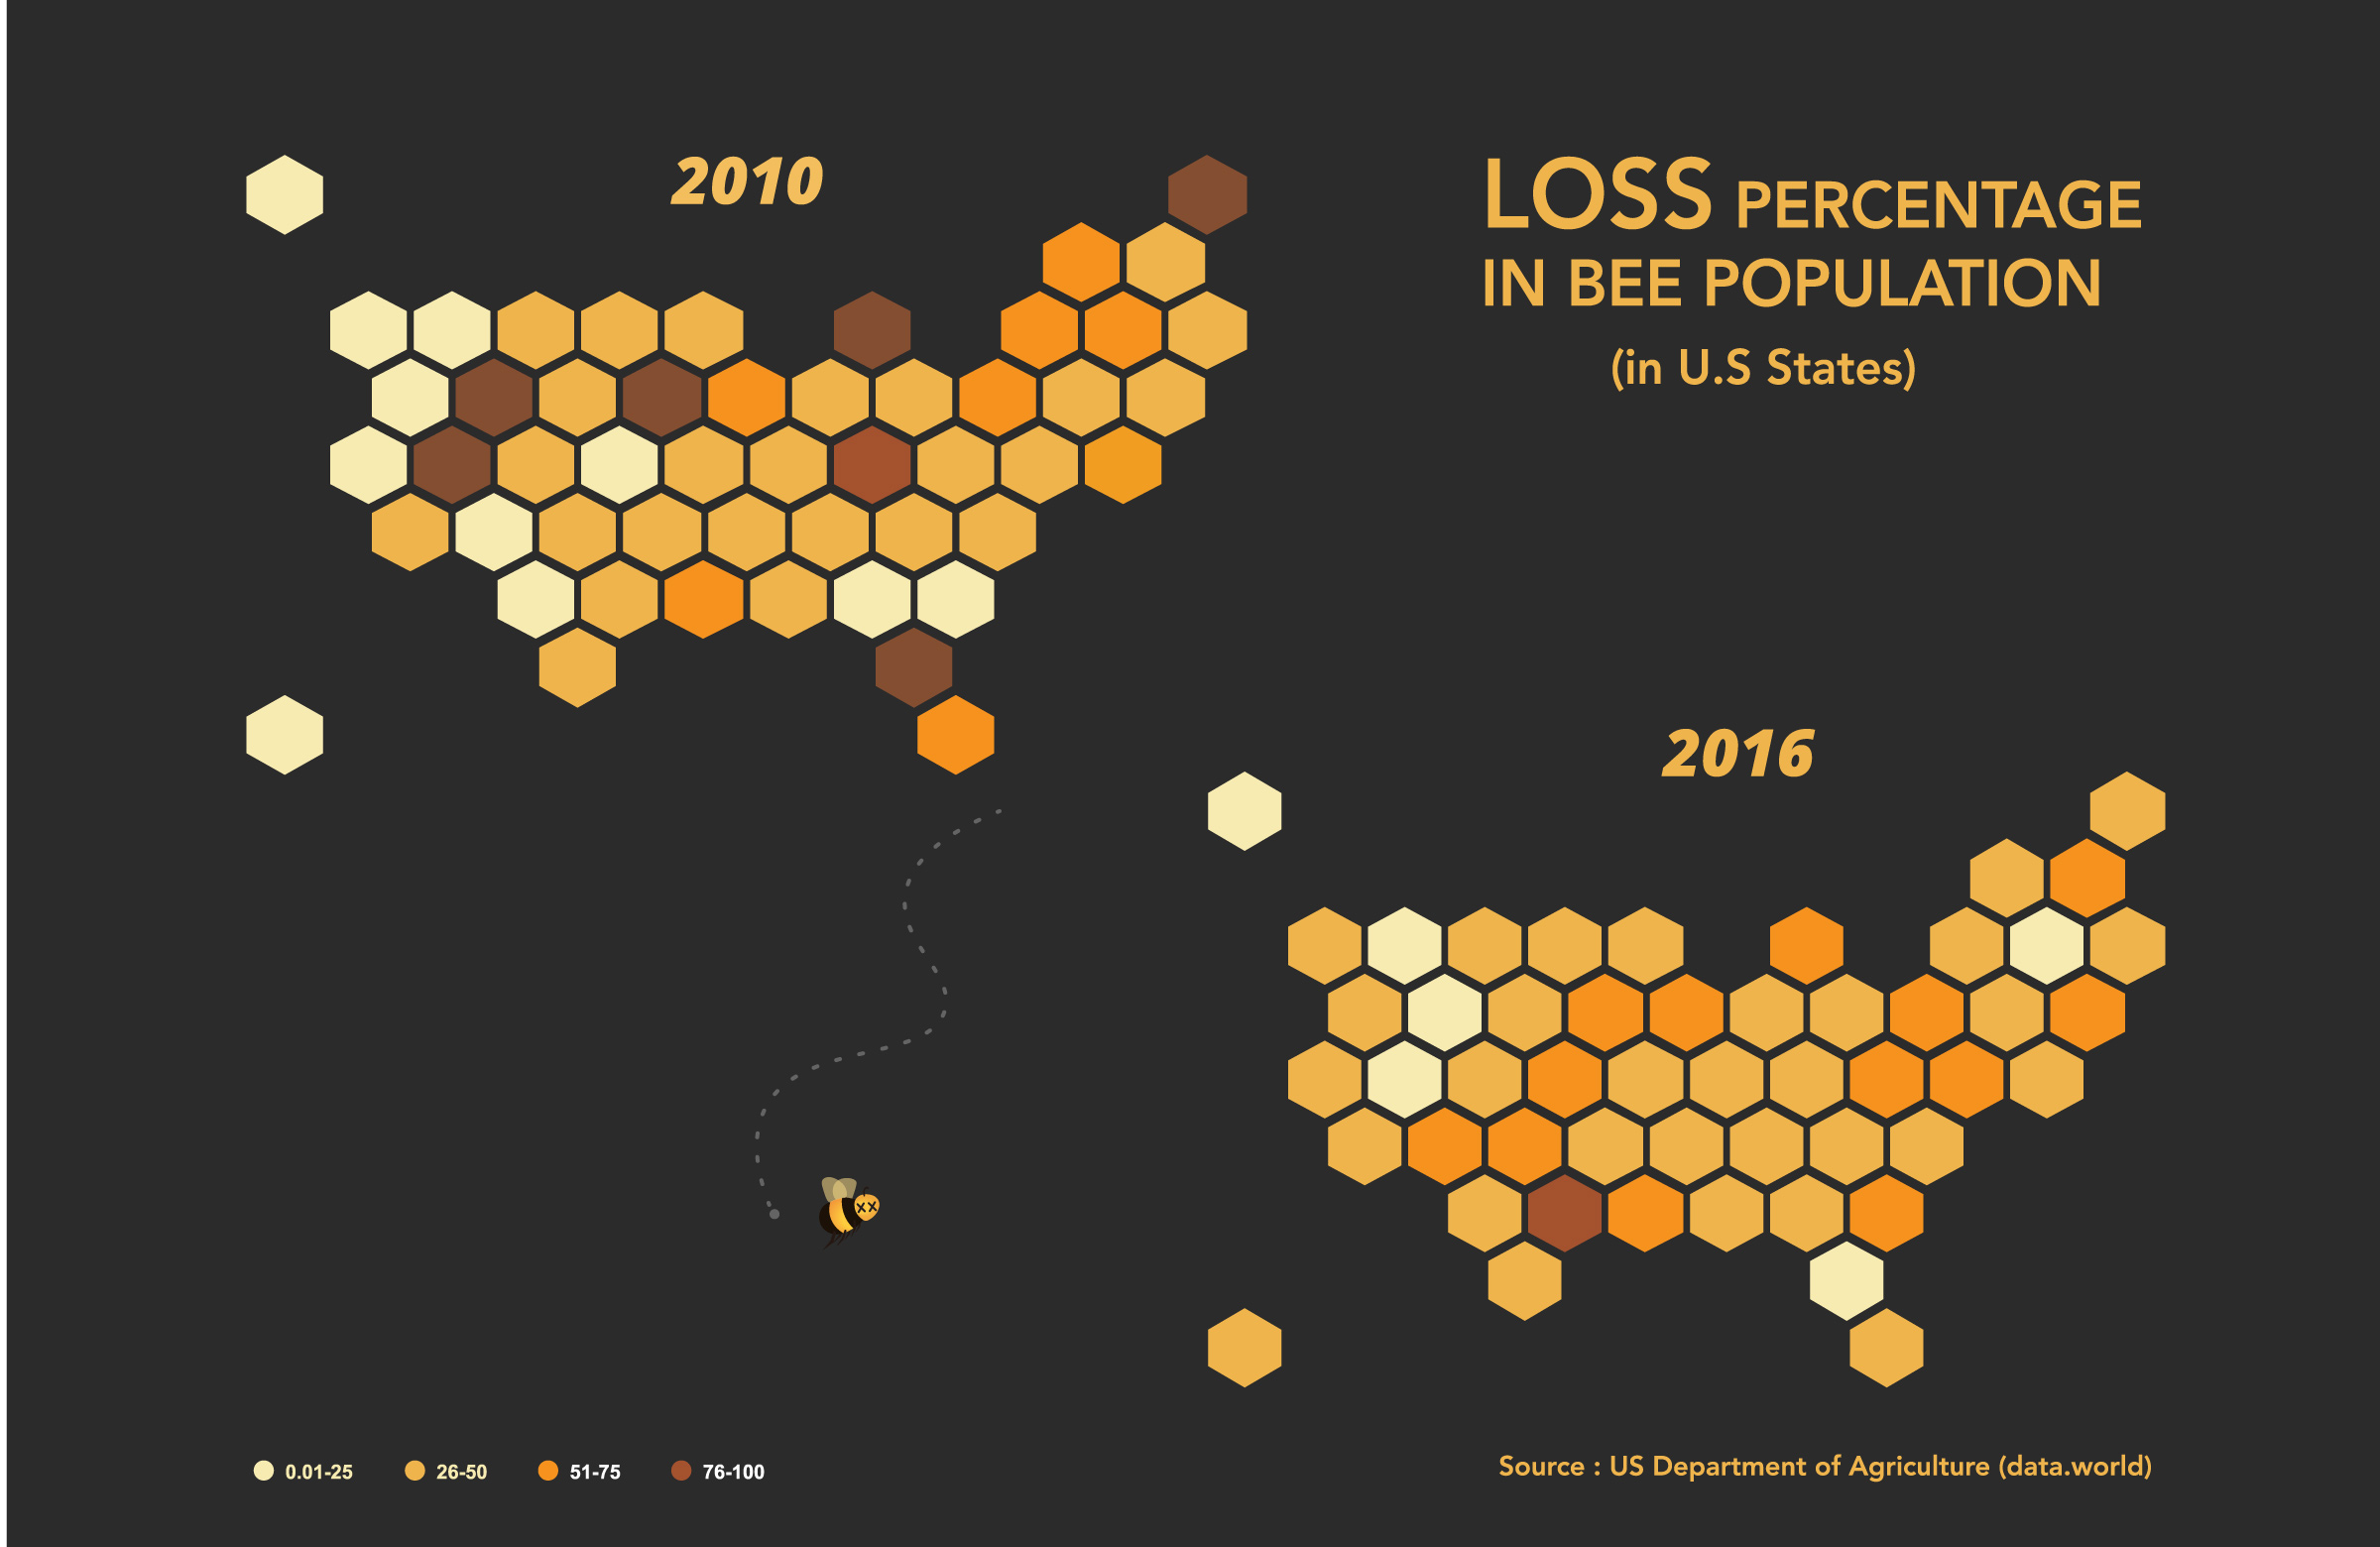 2010
LOSS PERCENTAGE
IN BEE POPULATION
(in U.S States)
2016
0.01-25
26-50
51-75
76-100
Source : US Department of Agriculture (data.world)